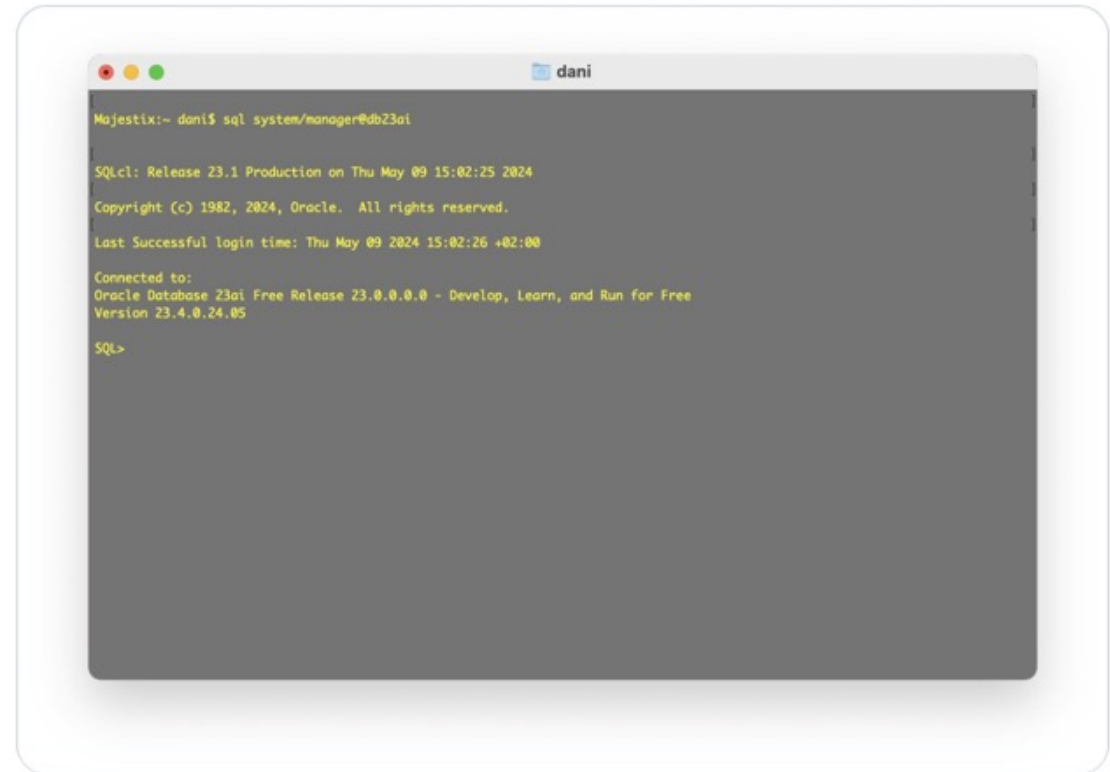 dani
Majestix:~ dani$ sql system/manager@db23ai
SQLcl: Release 23.1 Production on Thu May 09 15:02:25 2024
Copyright (c) 1982, 2024, Oracle.  All rights reserved.
Last Successful login time: Thu May 09 2024 15:02:26 +02:00
Connected to:
Oracle Database 23ai Free Release 23.0.0.0.0 - Develop, Learn, and Run for Free
Version 23.4.0.24.05
SQL>